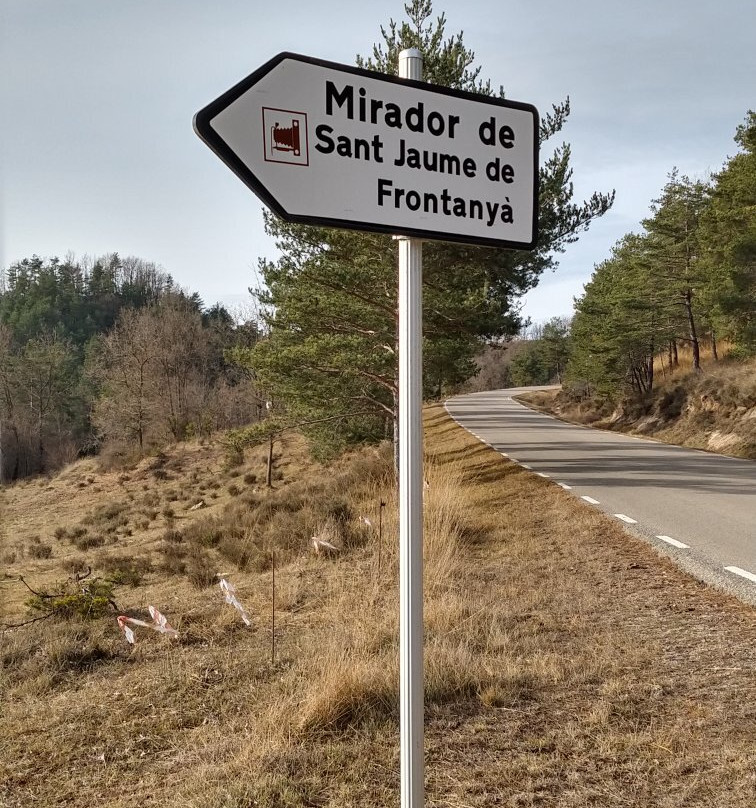 Mirador de
Sant Jaume de
Frontanyà